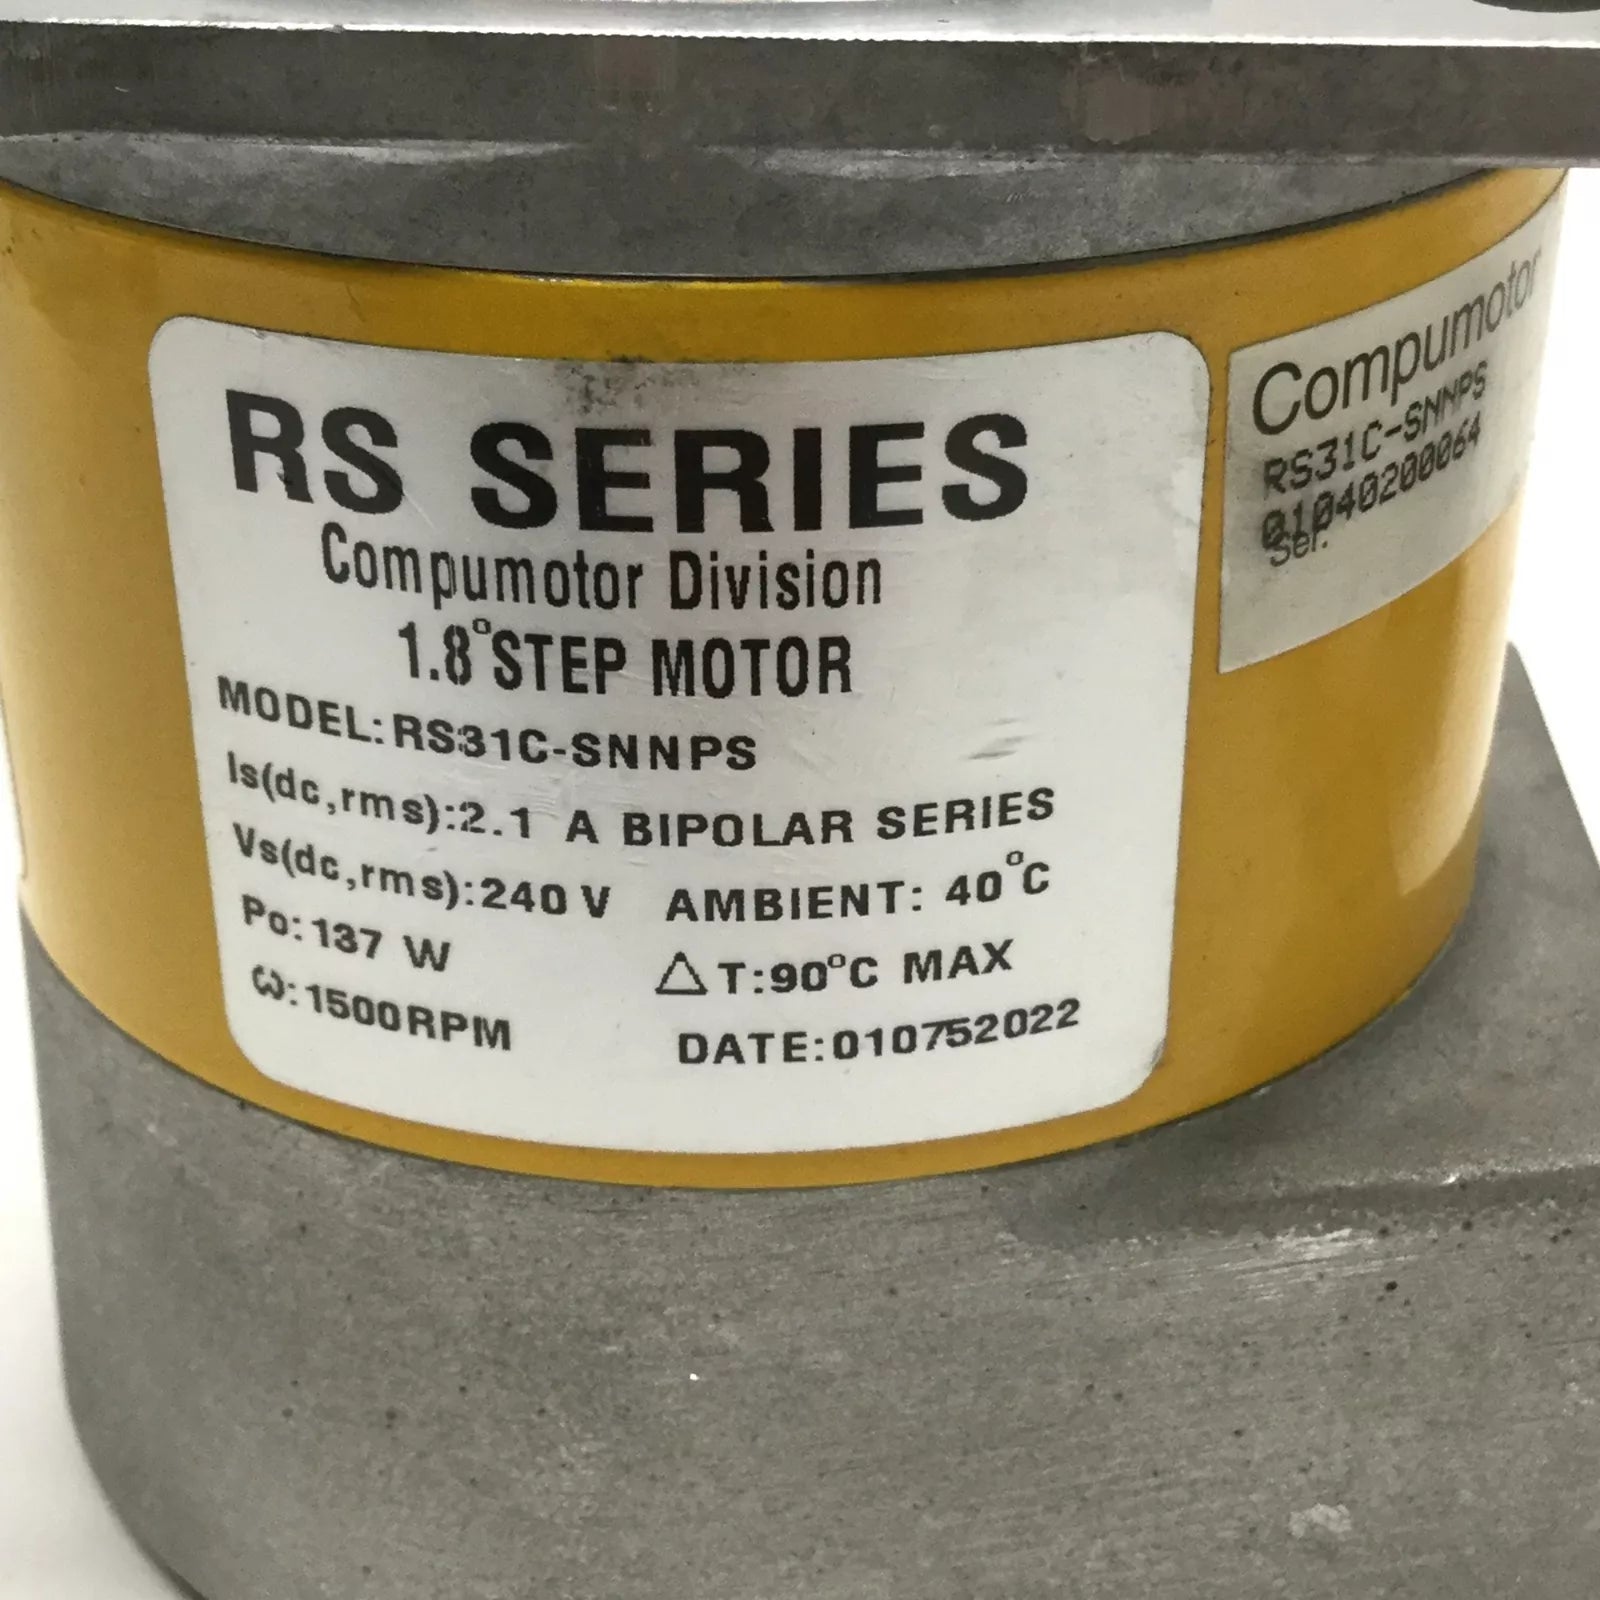 RS SERIES
Compumotor Division
1.8°STEP MOTOR
MODEL:RS31C-SNNPS
Is(dc,rms):2.1 A BIPOLAR SERIES
Vs(dc,rms):240 V AMBIENT: 40°C
Po:137 W △T:90°C MAX
ω:1500RPM DATE:010752022
Compumotor
RS31C-SNNPS
01040200064
Ser.